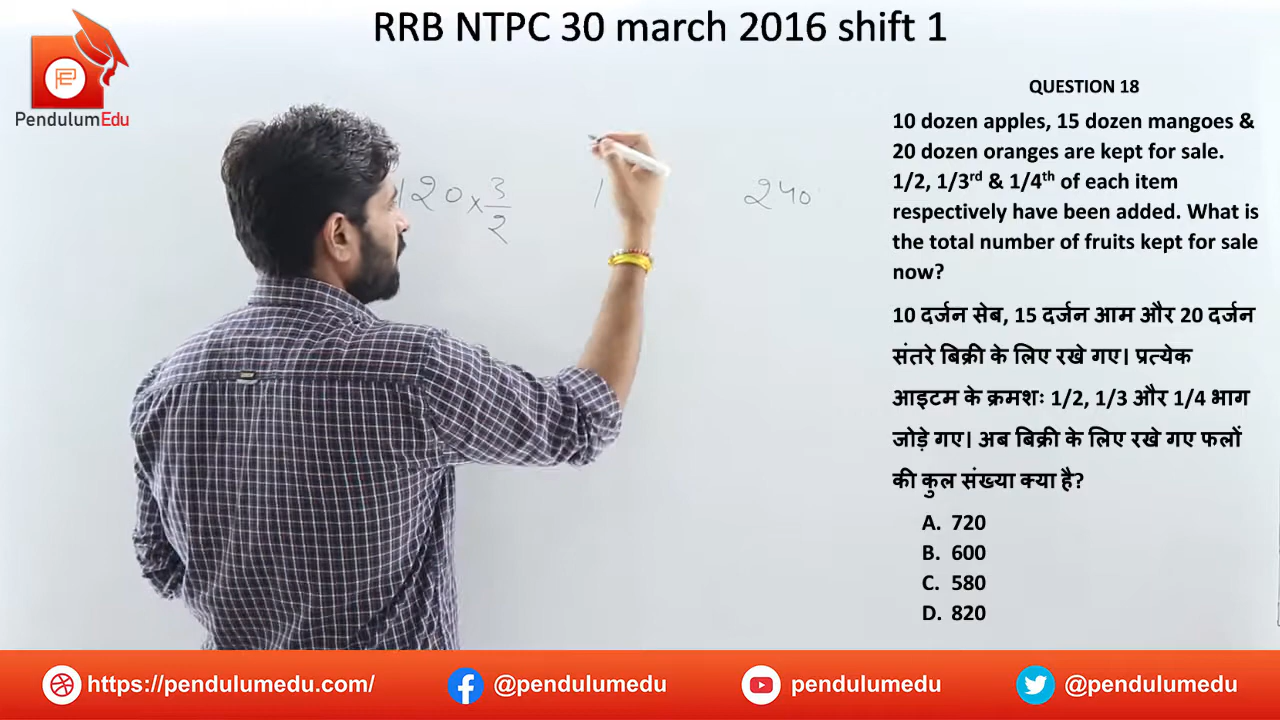 RRB NTPC 30 march 2016 shift 1
PendulumEdu
QUESTION 18
10 dozen apples, 15 dozen mangoes &
20 dozen oranges are kept for sale.
1/2, 1/3rd & 1/4th of each item
respectively have been added. What is
the total number of fruits kept for sale
now?
10 दर्जन सेब, 15 दर्जन आम और 20 दर्जन
संतरे बिक्री के लिए रखे गए। प्रत्येक
आइटम के क्रमशः 1/2, 1/3 और 1/4 भाग
जोड़े गए। अब बिक्री के लिए रखे गए फलों
की कुल संख्या क्या है?
A. 720
B. 600
C. 580
D. 820
120 x 3/2
1
240
https://pendulumedu.com/
@pendulumedu
pendulumedu
@pendulumedu